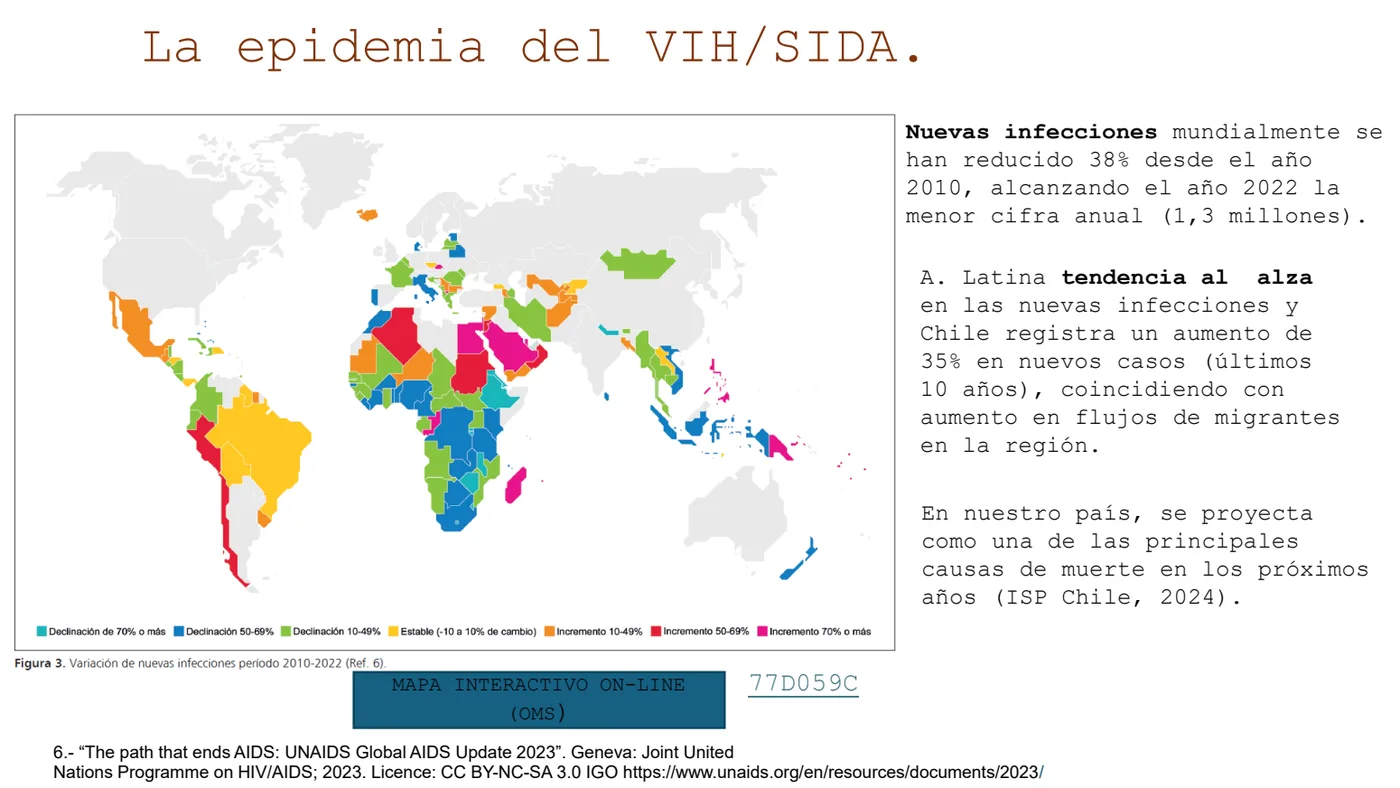 La epidemia del VIH/SIDA.
Nuevas infecciones mundialmente se
han reducido 38% desde el año
2010, alcanzando el año 2022 la
menor cifra anual (1,3 millones).
A. Latina tendencia al alza
en las nuevas infecciones y
Chile registra un aumento de
35% en nuevos casos (últimos
10 años), coincidiendo con
aumento en flujos de migrantes
en la región.
En nuestro país, se proyecta
como una de las principales
causas de muerte en los próximos
años (ISP Chile, 2024).
Declinación de 70% o más Declinación 50-69% Declinación 10-49% Estable (-10 a 10% de cambio) Incremento 10-49% Incremento 50-69% Incremento 70% o más
Figura 3. Variación de nuevas infecciones período 2010-2022 (Ref. 6).
MAPA INTERACTIVO ON-LINE
(OMS)
77D059C
6.- “The path that ends AIDS: UNAIDS Global AIDS Update 2023”. Geneva: Joint United
Nations Programme on HIV/AIDS; 2023. Licence: CC BY-NC-SA 3.0 IGO https://www.unaids.org/en/resources/documents/2023/